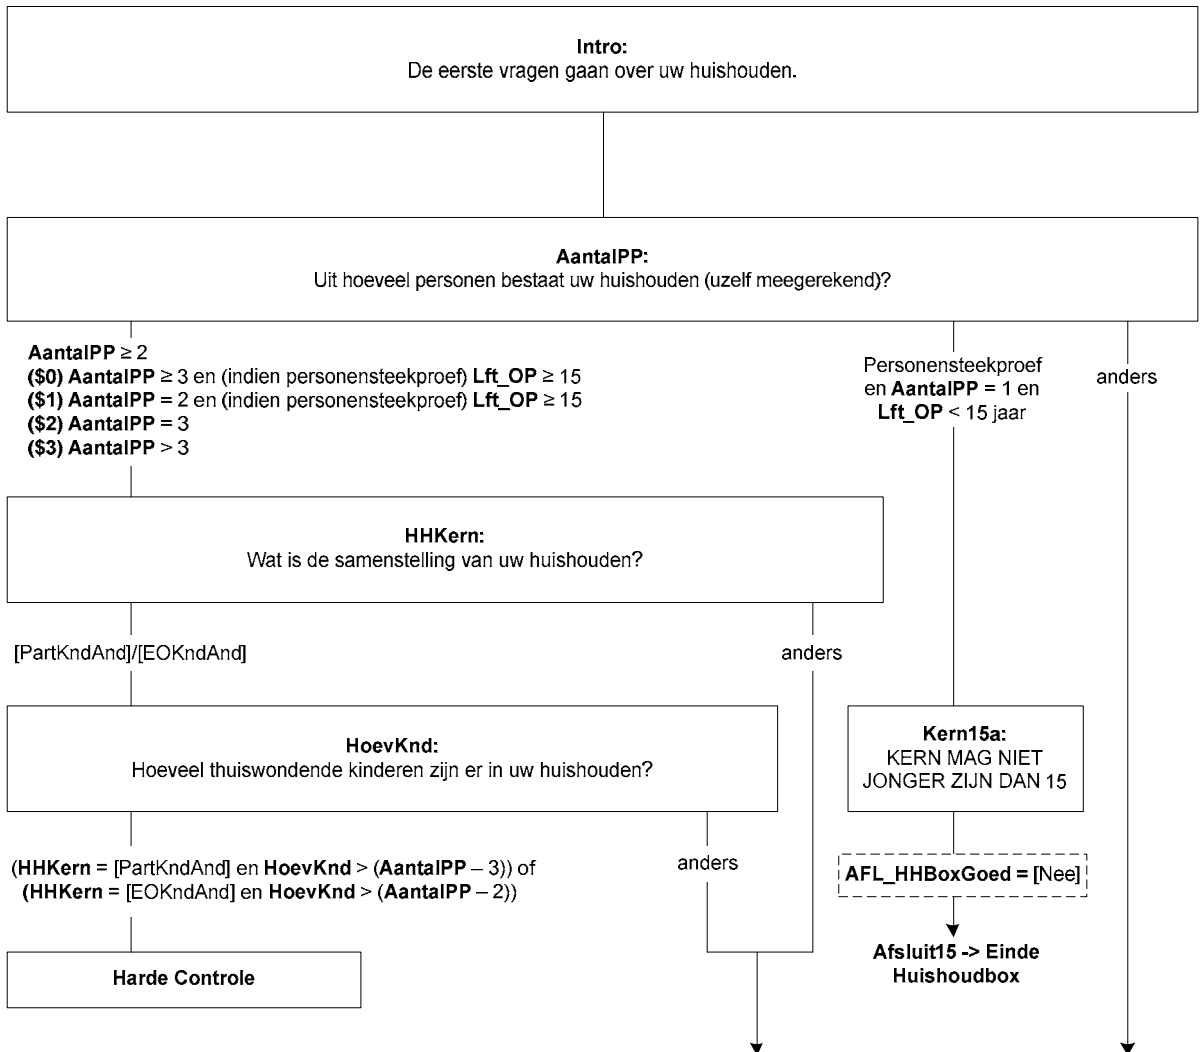 Intro:
De eerste vragen gaan over uw huishouden.
AantalPP:
Uit hoeveel personen bestaat uw huishouden (uzelf meegerekend)?
AantalPP ≥ 2
($0) AantalPP ≥ 3 en (indien personensteekproef) Lft_OP ≥ 15
($1) AantalPP = 2 en (indien personensteekproef) Lft_OP ≥ 15
($2) AantalPP = 3
($3) AantalPP > 3
Personensteekproef
en AantalPP = 1 en
Lft_OP < 15 jaar
anders
HHKern:
Wat is de samenstelling van uw huishouden?
[PartKndAnd]/[EOKndAnd]
anders
HoevKnd:
Hoeveel thuiswondende kinderen zijn er in uw huishouden?
Kern15a:
KERN MAG NIET
JONGER ZIJN DAN 15
(HHKern = [PartKndAnd] en HoevKnd > (AantalPP – 3)) of
(HHKern = [EOKndAnd] en HoevKnd > (AantalPP – 2))
anders
AFL_HHBoxGoed = [Nee]
Afsluit15 -> Einde
Huishoudbox
Harde Controle